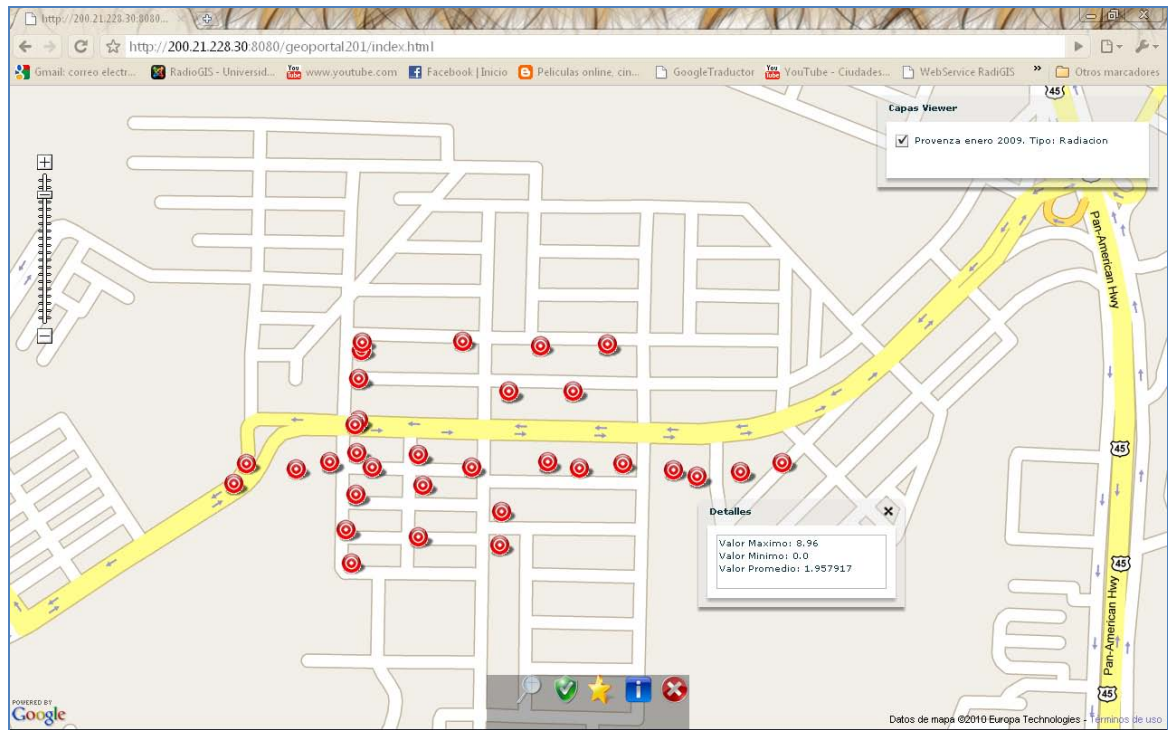 http://200.21.228.30:8080...
http://200.21.228.30:8080/geoportal201/index.html
Gmail: correo electr... RadioGIS - Universid... www.youtube.com Facebook | Inicio Peliculas online, cin... GoogleTraductor YouTube - Ciudades... WebService RadiGIS » Otros marcadores
45
Capas Viewer
Provenza enero 2009. Tipo: Radiacion
Pan-American Hwy
45
Detalles
Valor Maximo: 8.96
Valor Minimo: 0.0
Valor Promedio: 1.957917
45
Pan-American Hwy
45
POWERED BY
Google
Datos de mapa ©2010 Europa Technologies - Términos de uso